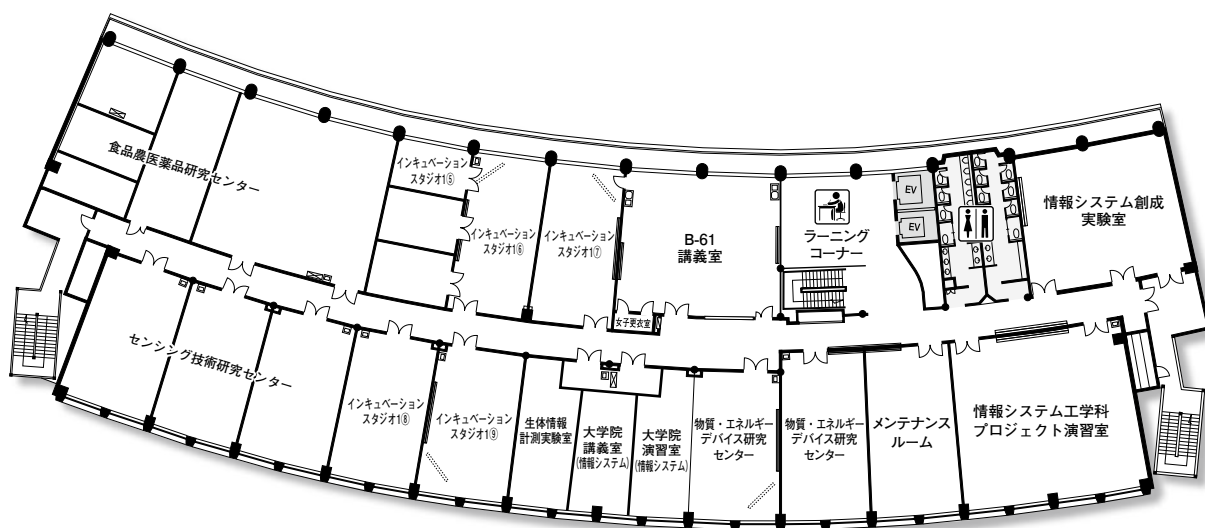 食品農医薬品研究センター
インキュベーション
スタジオ1⑤
インキュベーション
スタジオ1⑥
インキュベーション
スタジオ1⑦
B-61
講義室
女子更衣室
ラーニング
コーナー
EV
EV
情報システム創成
実験室
センシング技術研究センター
インキュベーション
スタジオ1⑧
インキュベーション
スタジオ1⑨
生体情報
計測実験室
大学院
講義室
(情報システム)
大学院
演習室
(情報システム)
物質・エネルギー
デバイス研究
センター
物質・エネルギー
デバイス研究
センター
メンテナンス
ルーム
情報システム工学科
プロジェクト演習室